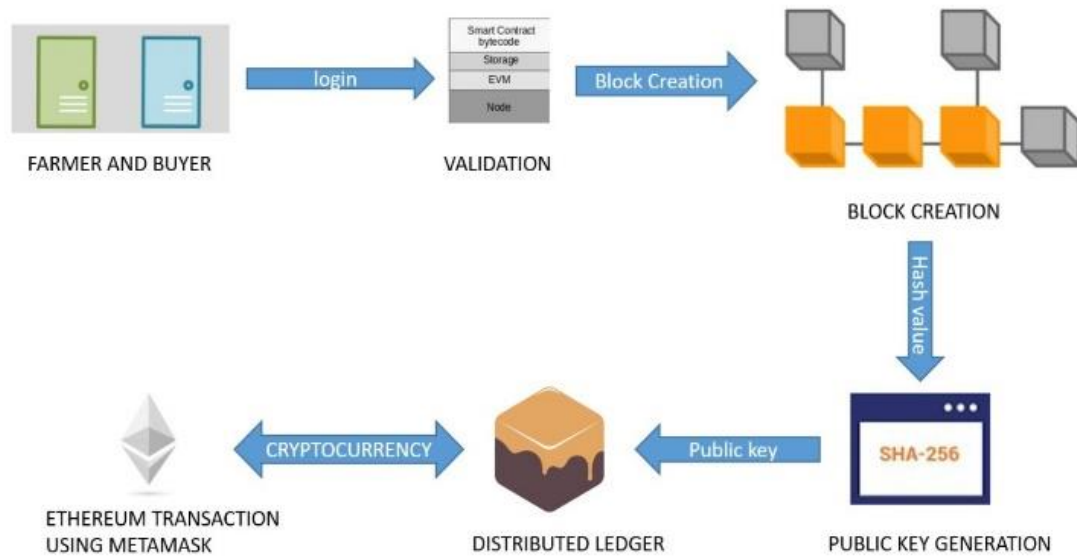 Smart Contract
bytecode
Storage
EVM
Node
login
Block Creation
FARMER AND BUYER
VALIDATION
BLOCK CREATION
Hash value
SHA-256
CRYPTOCURRENCY
Public key
ETHEREUM TRANSACTION
USING METAMASK
DISTRIBUTED LEDGER
PUBLIC KEY GENERATION